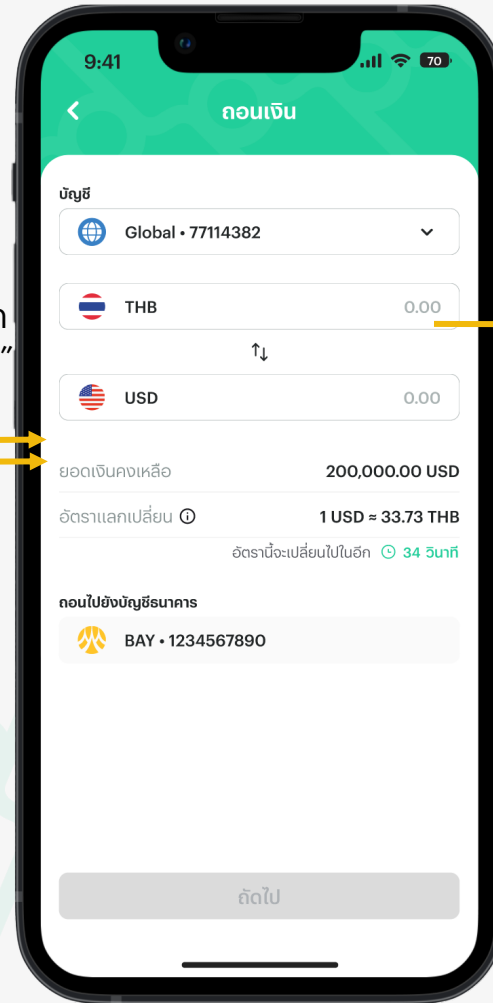 9:41
70
ถอนเงิน
บัญชี
Global • 77114382
THB 0.00
"
USD 0.00
ยอดเงินคงเหลือ 200,000.00 USD
อัตราแลกเปลี่ยน 1 USD ≈ 33.73 THB
อัตรานี้จะเปลี่ยนไปในอีก 34 วินาที
ถอนไปยังบัญชีธนาคาร
BAY • 1234567890
ถัดไป